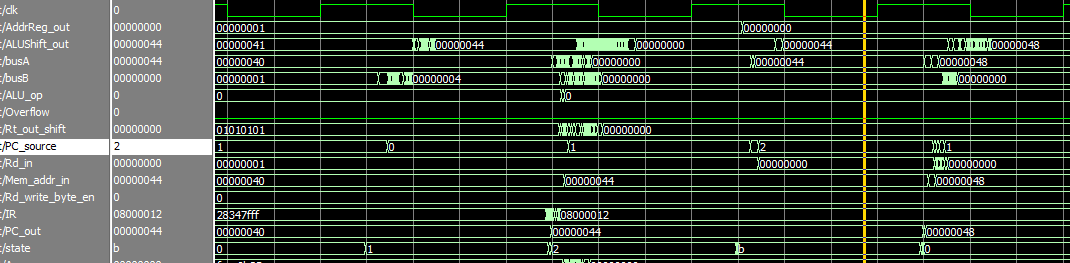 t/clk 0
t/AddrReg_out 00000000 00000001 00000000
t/ALUShift_out 00000044 00000041 00000044 00000000 00000044 00000048
t/busA 00000044 00000040 00000000 00000044 00000048
t/busB 00000000 00000001 00000004 00000000 00000000
t/ALU_op 0 0 0
t/Overflow 0
t/Rt_out_shift 00000000 01010101 00000000
t/PC_source 2 1 0 1 2 1
t/Rd_in 00000000 00000001 00000000 00000000
t/Mem_addr_in 00000044 00000040 00000044 00000048
t/Rd_write_byte_en 0 0
t/IR 08000012 28347fff 08000012
t/PC_out 00000044 00000040 00000044 00000048
t/state b 0 1 2 b 0